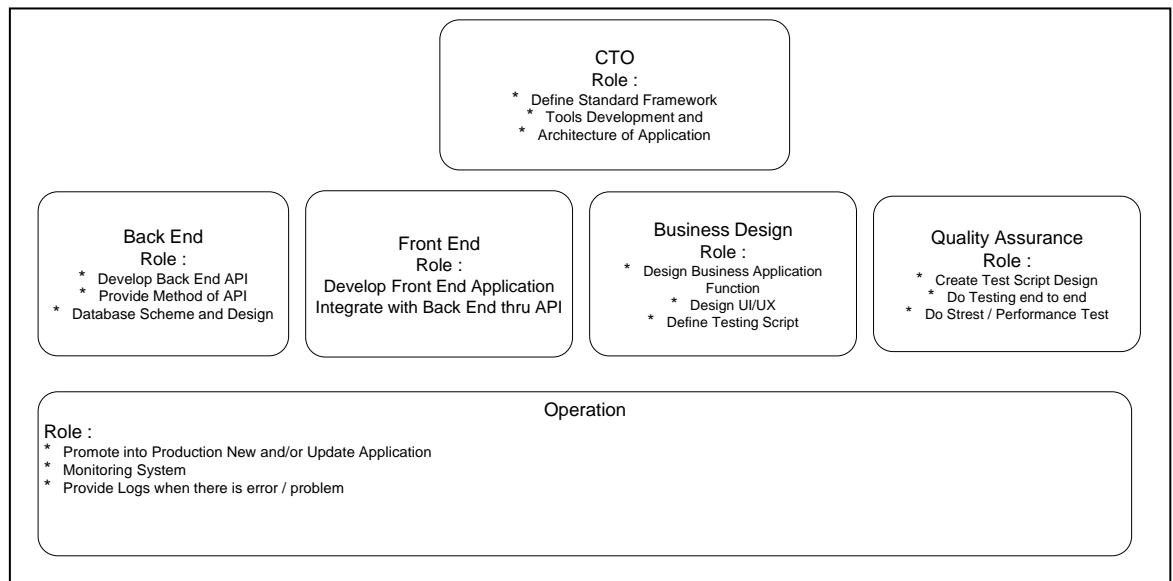 CTO
Role :
* Define Standard Framework
* Tools Development and
* Architecture of Application
Back End
Role :
* Develop Back End API
* Provide Method of API
* Database Scheme and Design
Front End
Role :
Develop Front End Application
Integrate with Back End thru API
Business Design
Role :
* Design Business Application
Function
* Design UI/UX
* Define Testing Script
Quality Assurance
Role :
* Create Test Script Design
* Do Testing end to end
* Do Strest / Performance Test
Operation
Role :
* Promote into Production New and/or Update Application
* Monitoring System
* Provide Logs when there is error / problem